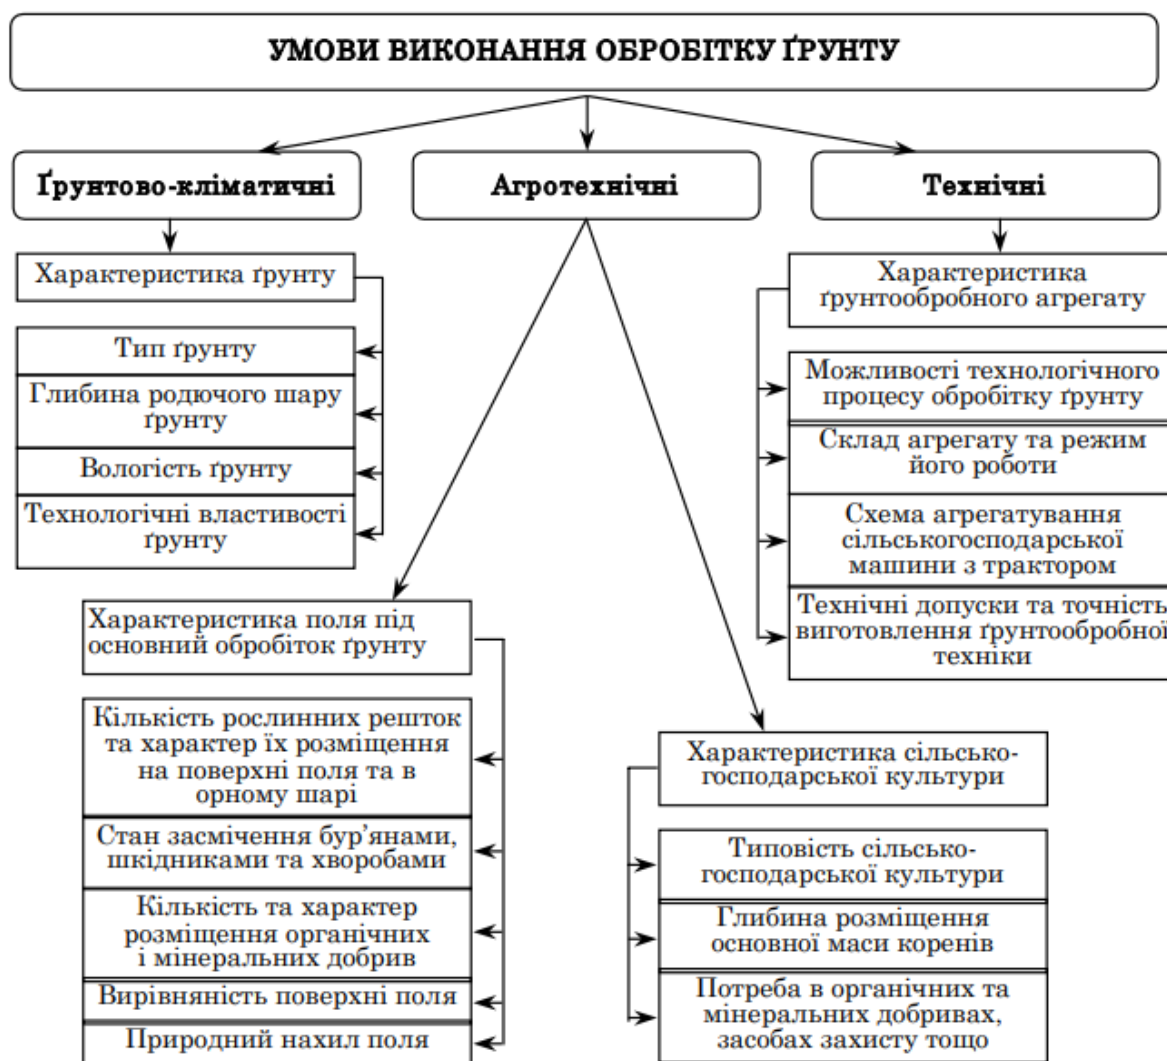 УМОВИ ВИКОНАННЯ ОБРОБІТКУ ҐРУНТУ
Ґрунтово-кліматичні
Агротехнічні
Технічні
Характеристика ґрунту
Тип ґрунту
Глибина родючого шару
ґрунту
Вологість ґрунту
Технологічні властивості
ґрунту
Характеристика поля під
основний обробіток ґрунту
Кількість рослинних решток
та характер їх розміщення
на поверхні поля та в
орному шарі
Стан засмічення бур’янами,
шкідниками та хворобами
Кількість та характер
розміщення органічних
і мінеральних добрив
Вирівняність поверхні поля
Природний нахил поля
Характеристика сільсько-
господарської культури
Типовість сільсько-
господарської культури
Глибина розміщення
основної маси коренів
Потреба в органічних та
мінеральних добривах,
засобах захисту тощо
Характеристика
ґрунтообробного агрегату
Можливості технологічного
процесу обробітку ґрунту
Склад агрегату та режим
його роботи
Схема агрегатування
сільськогосподарської
машини з трактором
Технічні допуски та точність
виготовлення ґрунтообробної
техніки